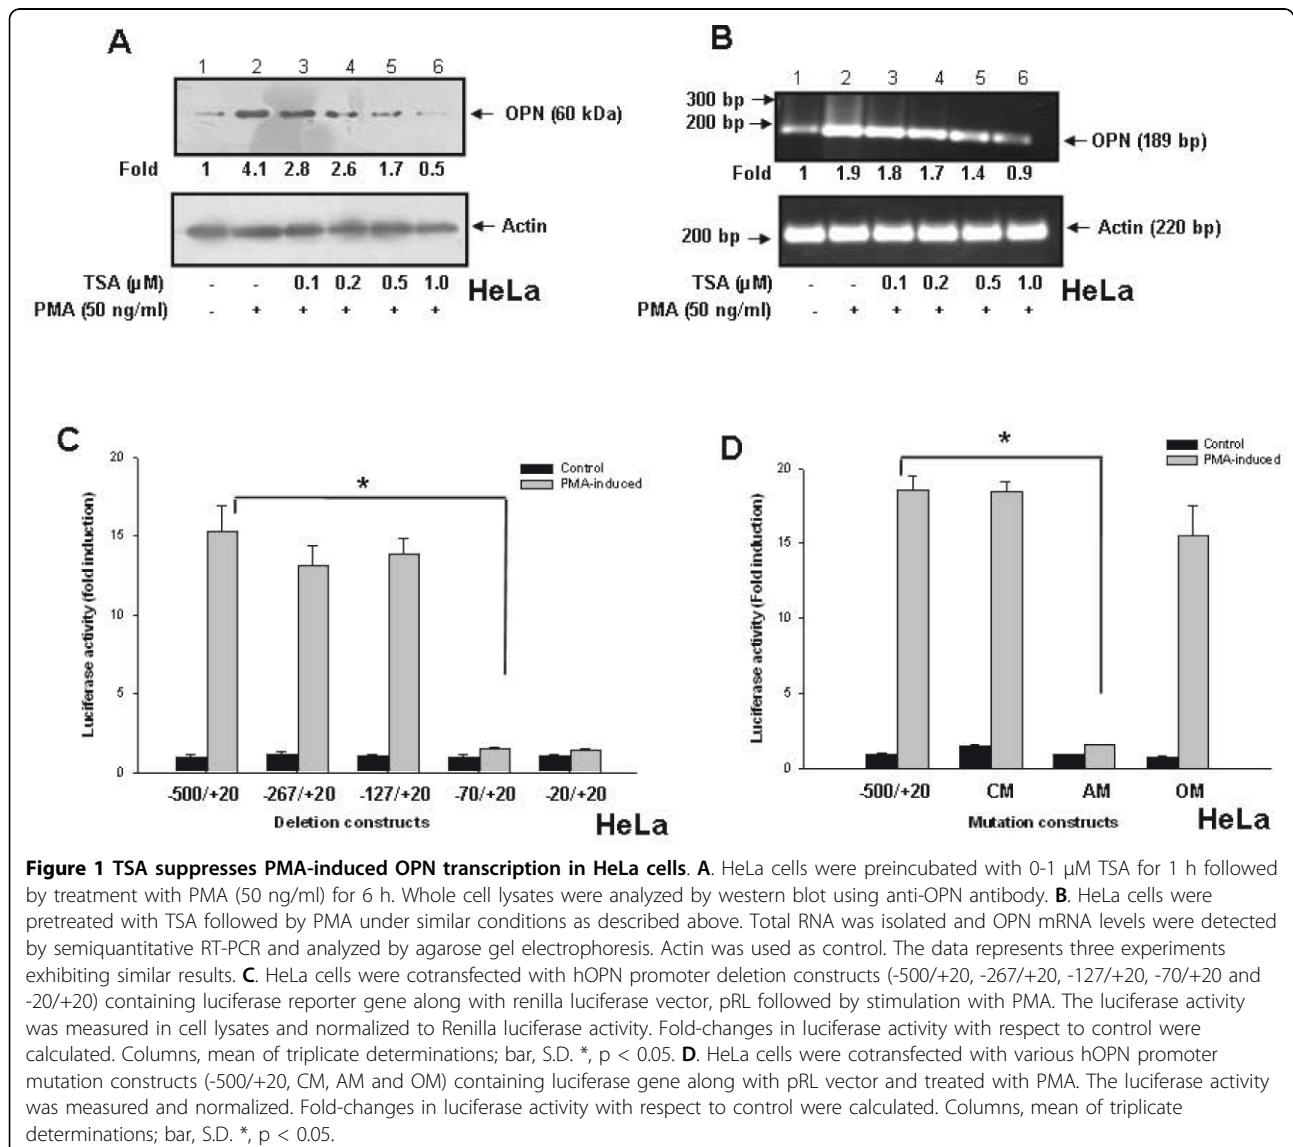 A
1 2 3 4 5 6
OPN (60 kDa)
Fold 1 4.1 2.8 2.6 1.7 0.5
Actin
TSA (μM) - - 0.1 0.2 0.5 1.0
HeLa
PMA (50 ng/ml) - + + + + +
B
1 2 3 4 5 6
300 bp
200 bp
OPN (189 bp)
Fold 1 1.9 1.8 1.7 1.4 0.9
Actin (220 bp)
200 bp
TSA (μM) - - 0.1 0.2 0.5 1.0
HeLa
PMA (50 ng/ml) - + + + + +
C
20
15
10
5
0
Luciferase activity (fold induction)
Control
PMA-induced
*
-500/+20 -267/+20 -127/+20 -70/+20 -20/+20
Deletion constructs
HeLa
D
20
15
10
5
0
Luciferase activity (Fold induction)
Control
PMA-induced
*
-500/+20 CM AM OM
Mutation constructs
HeLa
Figure 1 TSA suppresses PMA-induced OPN transcription in HeLa cells. A. HeLa cells were preincubated with 0-1 μM TSA for 1 h followed
by treatment with PMA (50 ng/ml) for 6 h. Whole cell lysates were analyzed by western blot using anti-OPN antibody. B. HeLa cells were
pretreated with TSA followed by PMA under similar conditions as described above. Total RNA was isolated and OPN mRNA levels were detected
by semiquantitative RT-PCR and analyzed by agarose gel electrophoresis. Actin was used as control. The data represents three experiments
exhibiting similar results. C. HeLa cells were cotransfected with hOPN promoter deletion constructs (-500/+20, -267/+20, -127/+20, -70/+20 and
-20/+20) containing luciferase reporter gene along with renilla luciferase vector, pRL followed by stimulation with PMA. The luciferase activity
was measured in cell lysates and normalized to Renilla luciferase activity. Fold-changes in luciferase activity with respect to control were
calculated. Columns, mean of triplicate determinations; bar, S.D. *, p < 0.05. D. HeLa cells were cotransfected with various hOPN promoter
mutation constructs (-500/+20, CM, AM and OM) containing luciferase gene along with pRL vector and treated with PMA. The luciferase activity
was measured and normalized. Fold-changes in luciferase activity with respect to control were calculated. Columns, mean of triplicate
determinations; bar, S.D. *, p < 0.05.